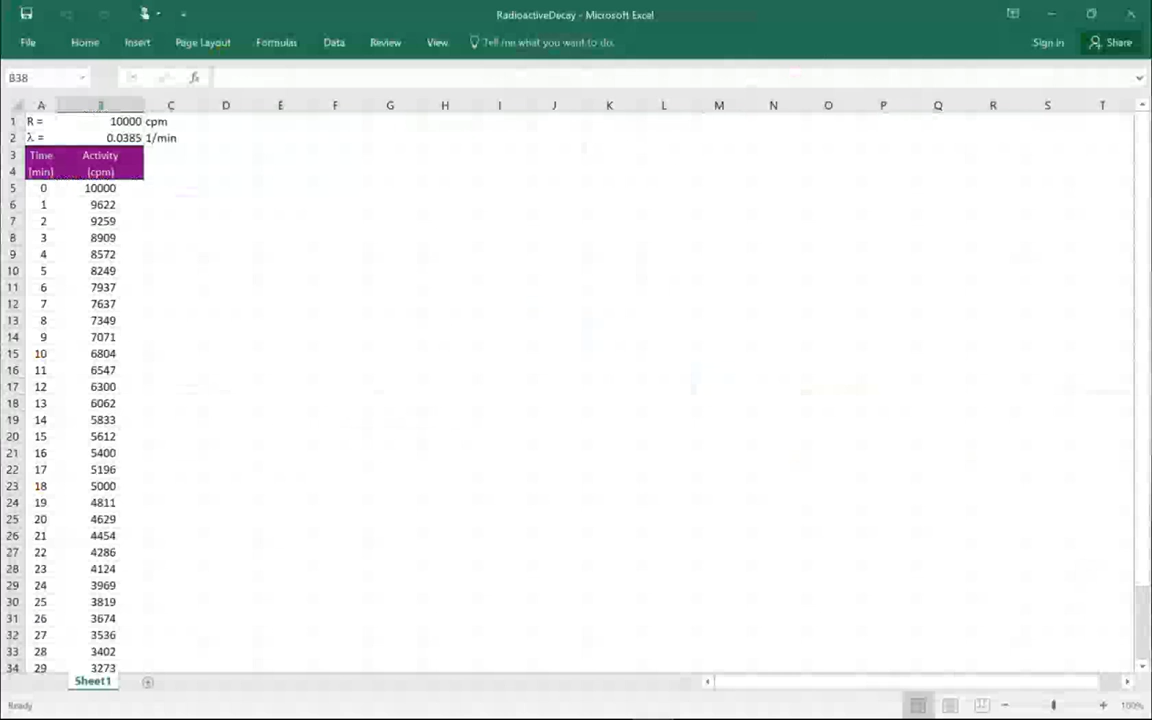 RadioactiveDecay - Microsoft Excel
File Home Insert Page Layout Formulas Data Review View Tell me what you want to do. Sign in Share
B38 fx
A B C D E F G H I J K L M N O P Q R S T
1 R = 10000 cpm
2 λ = 0.0385 1/min
3 Time Activity
4 (min) (cpm)
5 0 10000
6 1 9622
7 2 9259
8 3 8909
9 4 8572
10 5 8249
11 6 7937
12 7 7637
13 8 7349
14 9 7071
15 10 6804
16 11 6547
17 12 6300
18 13 6062
19 14 5833
20 15 5612
21 16 5400
22 17 5196
23 18 5000
24 19 4811
25 20 4629
26 21 4454
27 22 4286
28 23 4124
29 24 3969
30 25 3819
31 26 3674
32 27 3536
33 28 3402
34 29 3273
Sheet1
Ready 100%